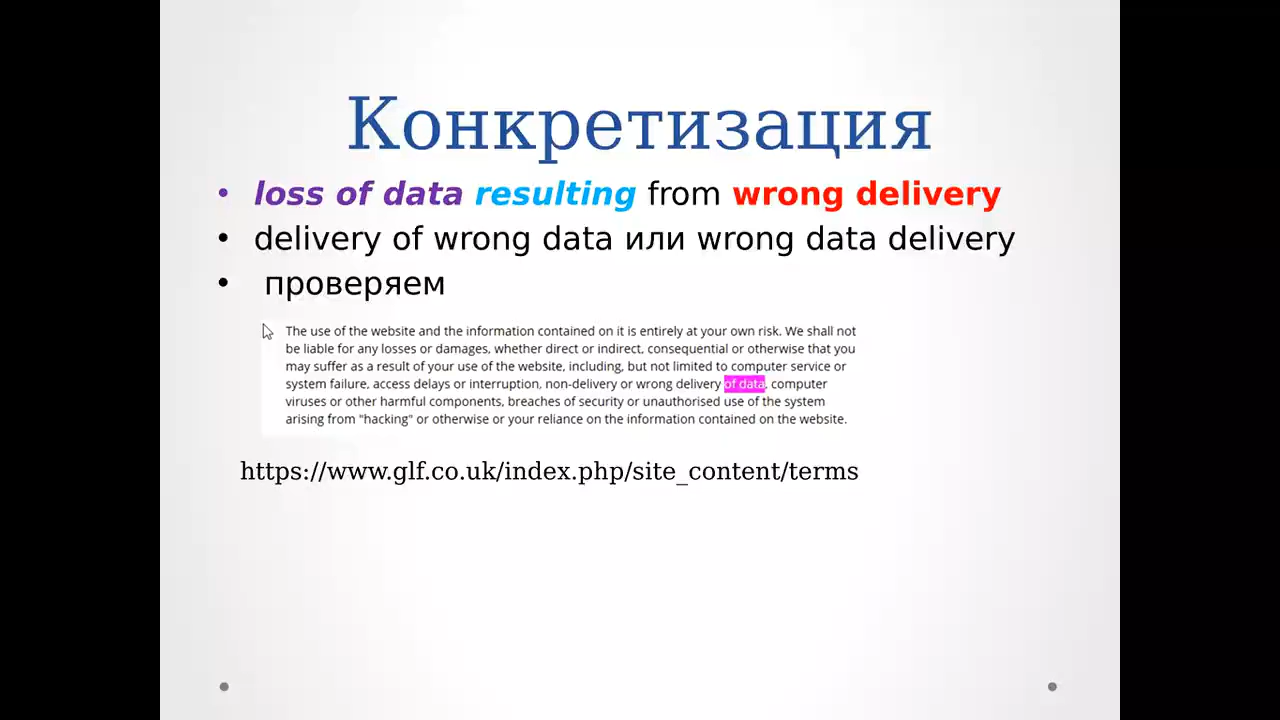 Конкретизация
• loss of data resulting from wrong delivery
• delivery of wrong data или wrong data delivery
• проверяем
The use of the website and the information contained on it is entirely at your own risk. We shall not
be liable for any losses or damages, whether direct or indirect, consequential or otherwise that you
may suffer as a result of your use of the website, including, but not limited to computer service or
system failure, access delays or interruption, non-delivery or wrong delivery of data, computer
viruses or other harmful components, breaches of security or unauthorised use of the system
arising from "hacking" or otherwise or your reliance on the information contained on the website.
https://www.glf.co.uk/index.php/site_content/terms